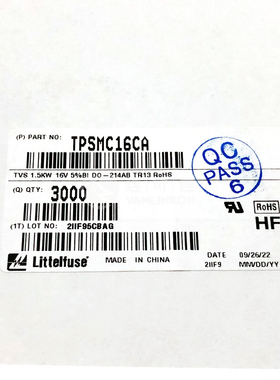 (P) PART NO: TPSMC16CA
TVS 1.5KW 16V 5%BI DO-214AB TR13 RoHS
QC
PASS
6
(Q) QTY: 3000
RoHS
HF
(1T) LOT NO: 2IIF95CBAG
Littelfuse® MADE IN CHINA
DATE 09/26/22
2IIF9 MM/DD/YY